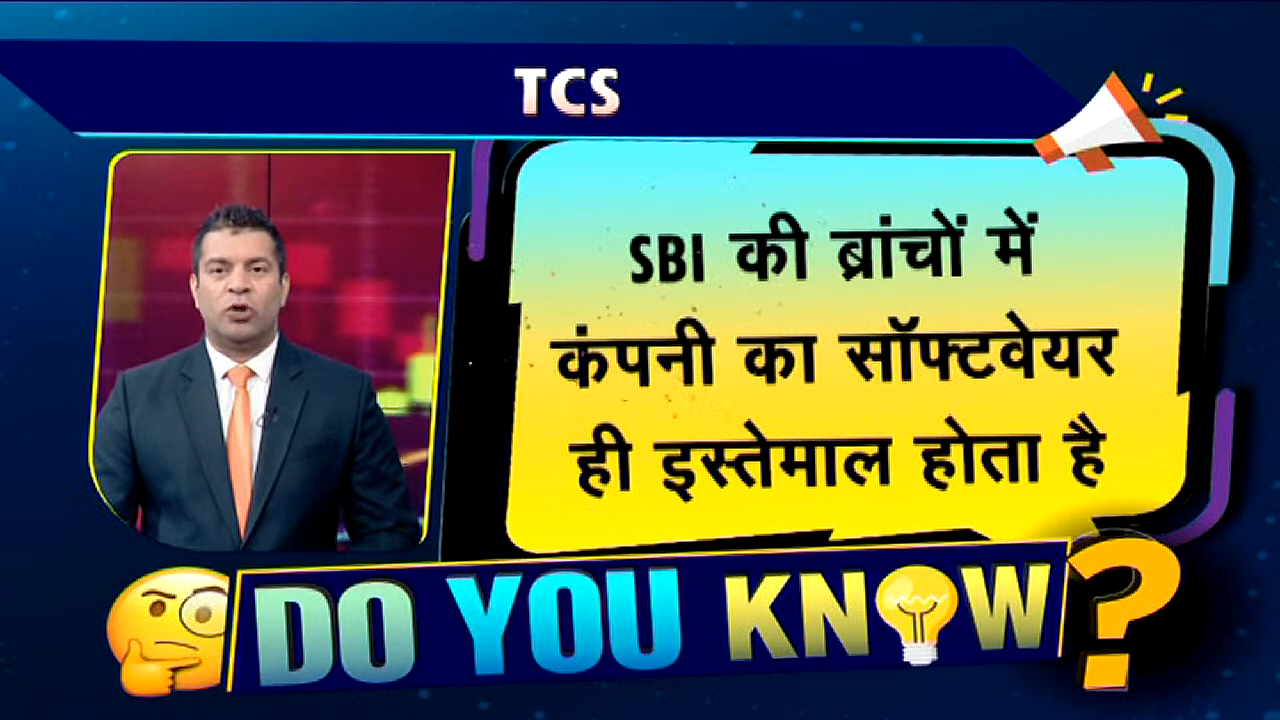 TCS
SBI की ब्रांचों में
कंपनी का सॉफ्टवेयर
ही इस्तेमाल होता है
DO YOU KNOW?